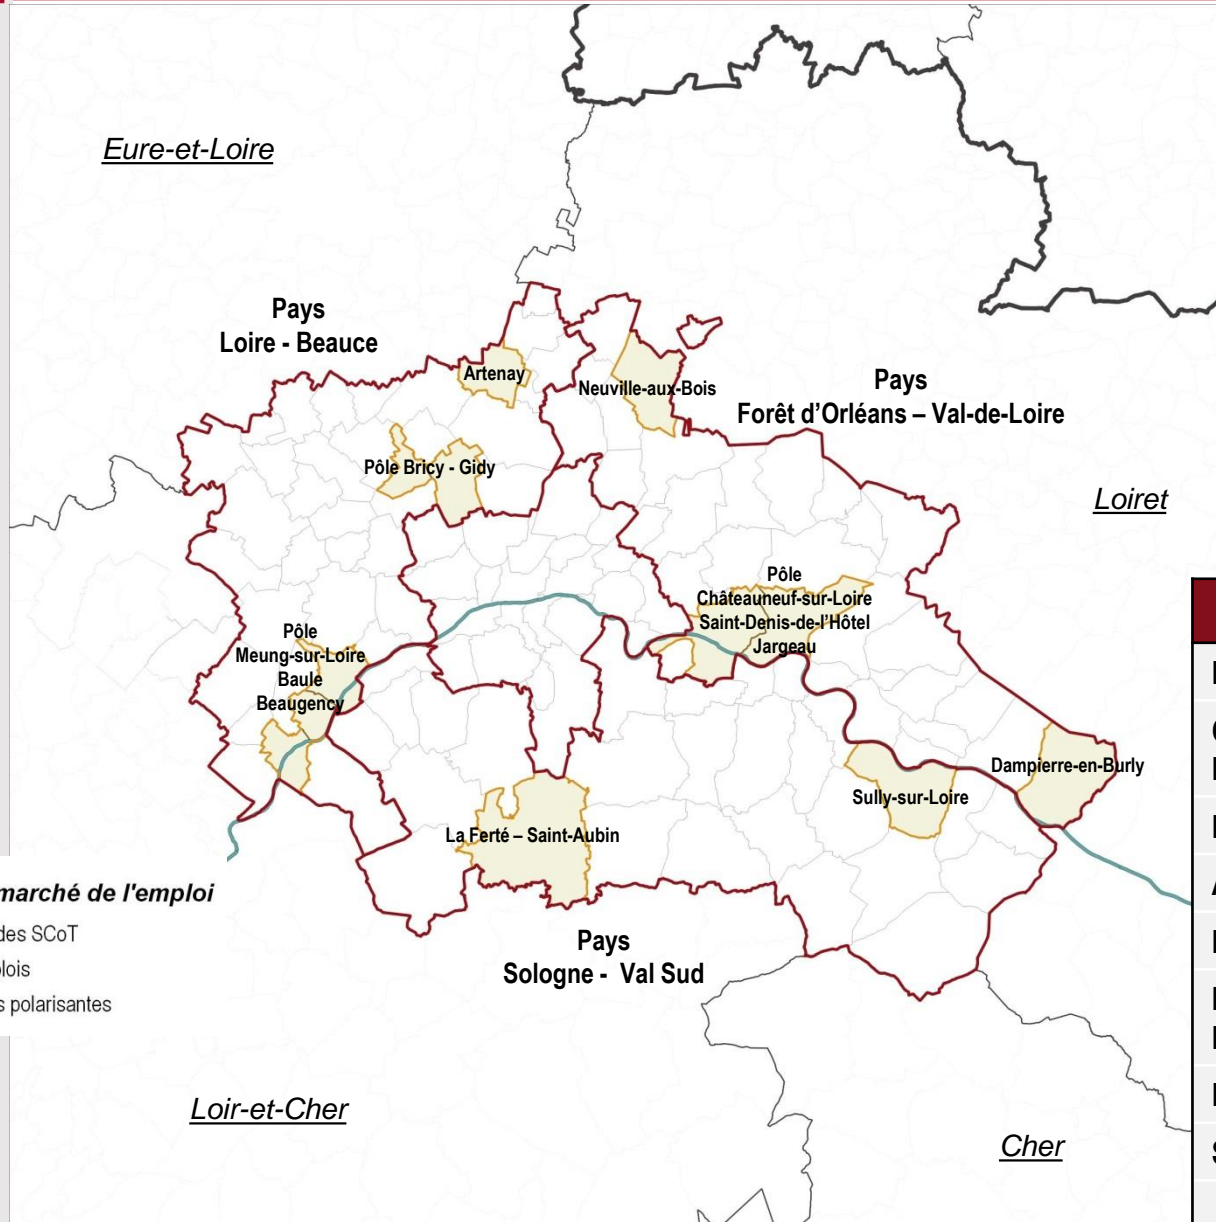 Eure-et-Loire
Pays
Loire - Beauce
Artenay
Neuville-aux-Bois
Pays
Forêt d'Orléans – Val-de-Loire
Pôle Bricy - Gidy
Loiret
Pôle
Châteauneuf-sur-Loire
Saint-Denis-de-l'Hôtel
Jargeau
Pôle
Meung-sur-Loire
Baule
Beaugency
Dampierre-en-Burly
Sully-sur-Loire
La Ferté – Saint-Aubin
marché de l'emploi
des SCoT
lois
s polarisantes
Pays
Sologne - Val Sud
Loir-et-Cher
Cher